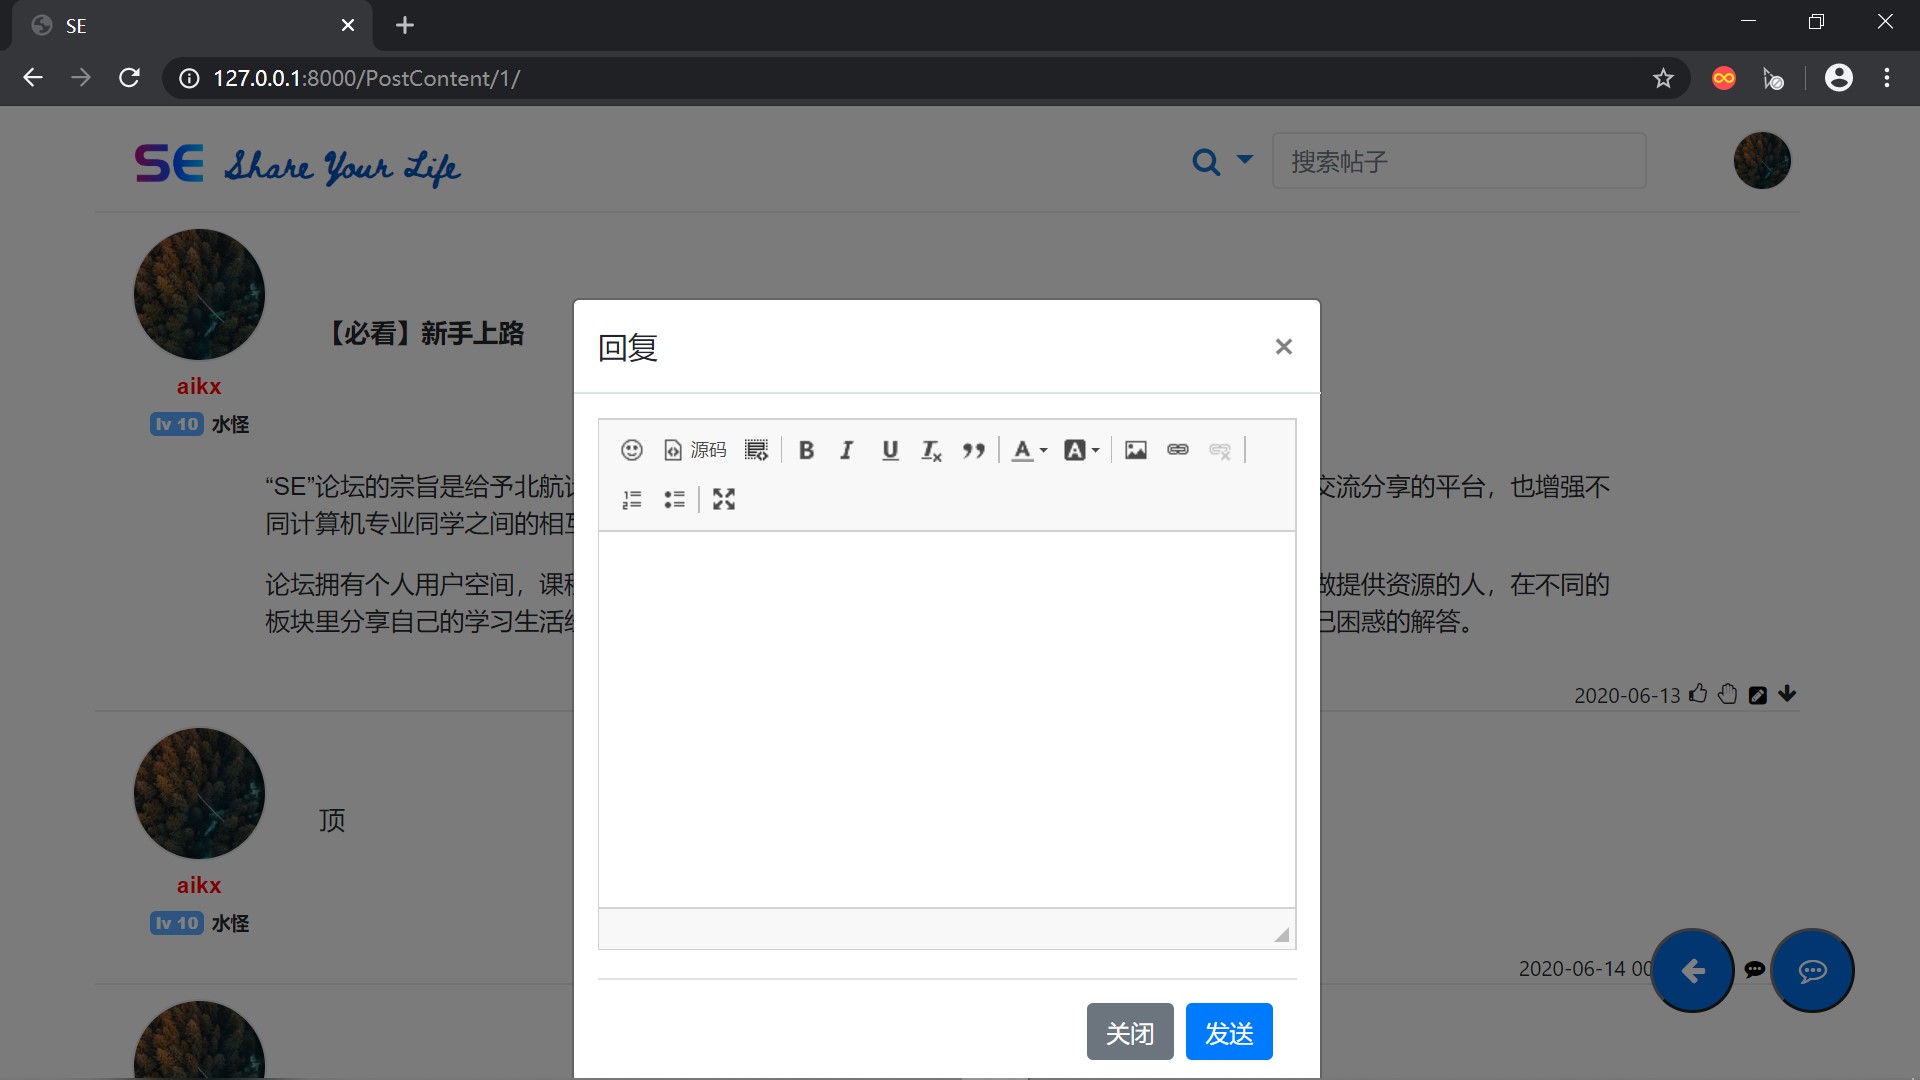 SE
127.0.0.1:8000/PostContent/1/
SE Share Your Life
搜索帖子
【必看】新手上路
aikx
lv 10 水怪
回复
源码
“SE”论坛的宗旨是给予北航
交流分享的平台，也增强不
同计算机专业同学之间的相互
论坛拥有个人用户空间，课程
做提供资源的人，在不同的
板块里分享自己的学习生活
己困惑的解答。
2020-06-13
aikx
lv 10 水怪
顶
2020-06-14 00
关闭
发送